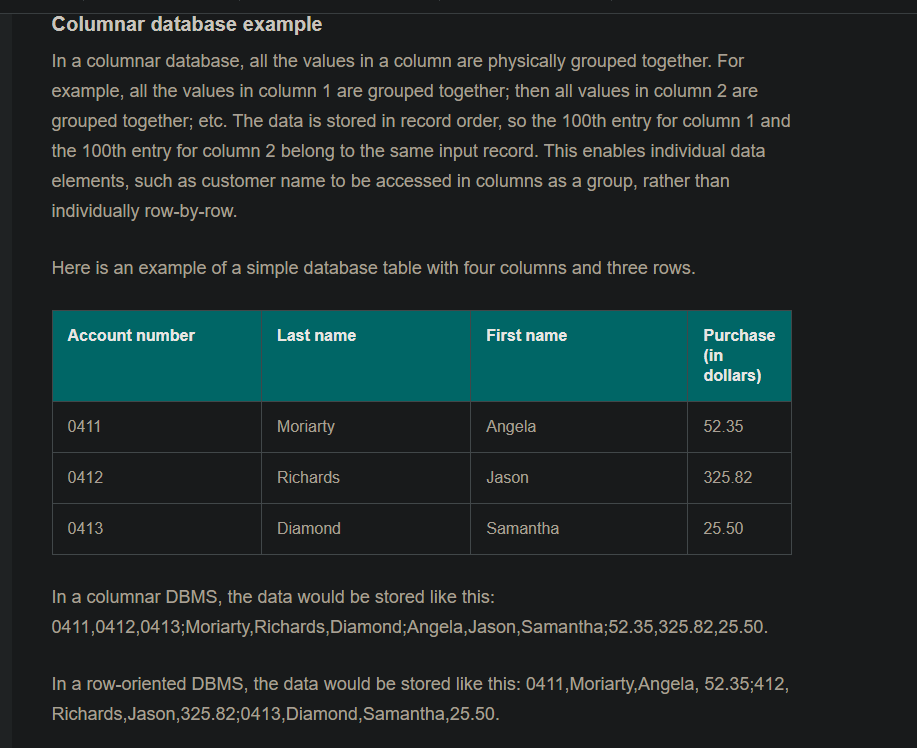 Columnar database example
In a columnar database, all the values in a column are physically grouped together. For
example, all the values in column 1 are grouped together; then all values in column 2 are
grouped together; etc. The data is stored in record order, so the 100th entry for column 1 and
the 100th entry for column 2 belong to the same input record. This enables individual data
elements, such as customer name to be accessed in columns as a group, rather than
individually row-by-row.
Here is an example of a simple database table with four columns and three rows.
Account number Last name First name Purchase
(in
dollars)
0411 Moriarty Angela 52.35
0412 Richards Jason 325.82
0413 Diamond Samantha 25.50
In a columnar DBMS, the data would be stored like this:
0411,0412,0413;Moriarty,Richards,Diamond;Angela,Jason,Samantha;52.35,325.82,25.50.
In a row-oriented DBMS, the data would be stored like this: 0411,Moriarty,Angela, 52.35;412,
Richards,Jason,325.82;0413,Diamond,Samantha,25.50.